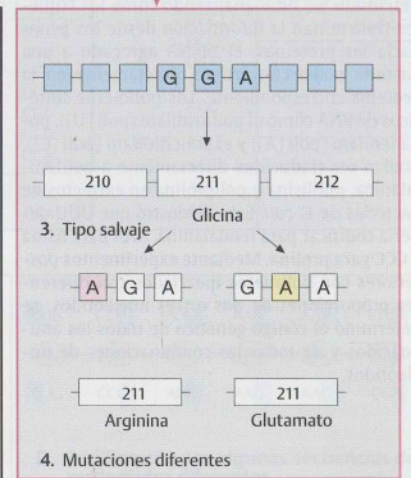 G G A
210 211 212
Glicina
3. Tipo salvaje
A G A G A A
211 211
Arginina Glutamato
4. Mutaciones diferentes